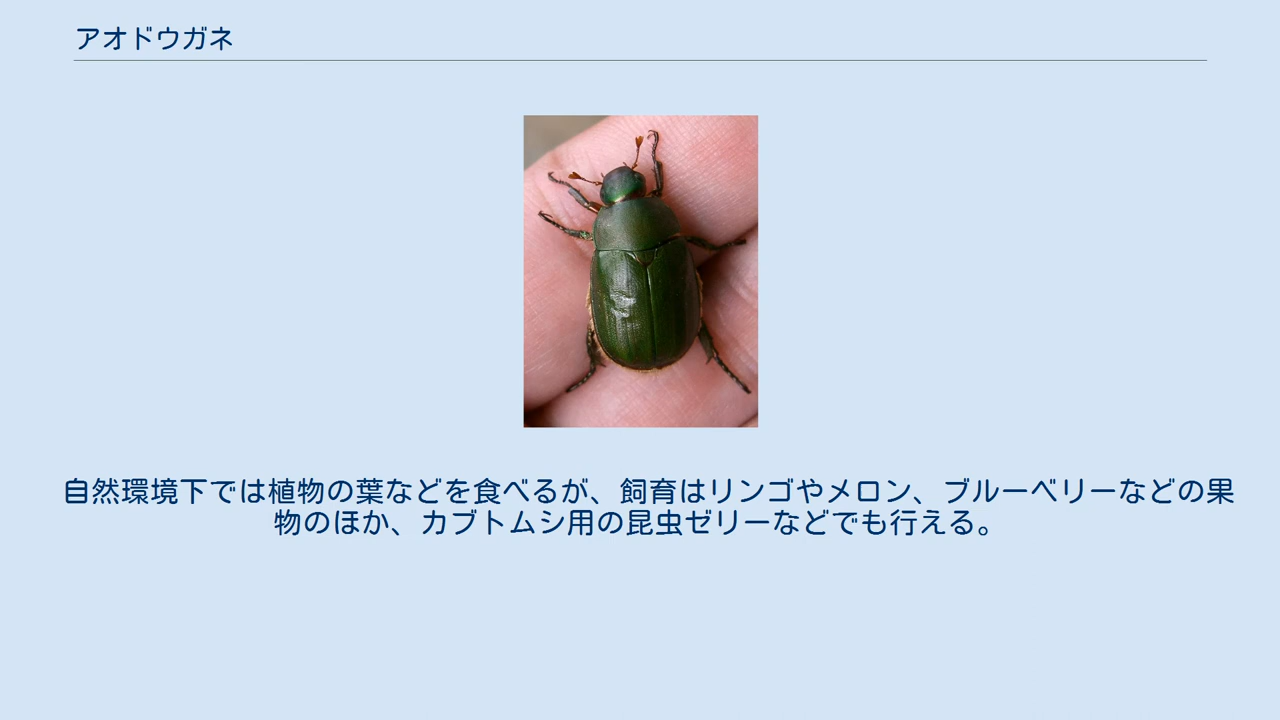 アオドウガネ
自然環境下では植物の葉などを食べるが、飼育はリンゴやメロン、ブルーベリーなどの果
物のほか、カブトムシ用の昆虫ゼリーなどでも行える。